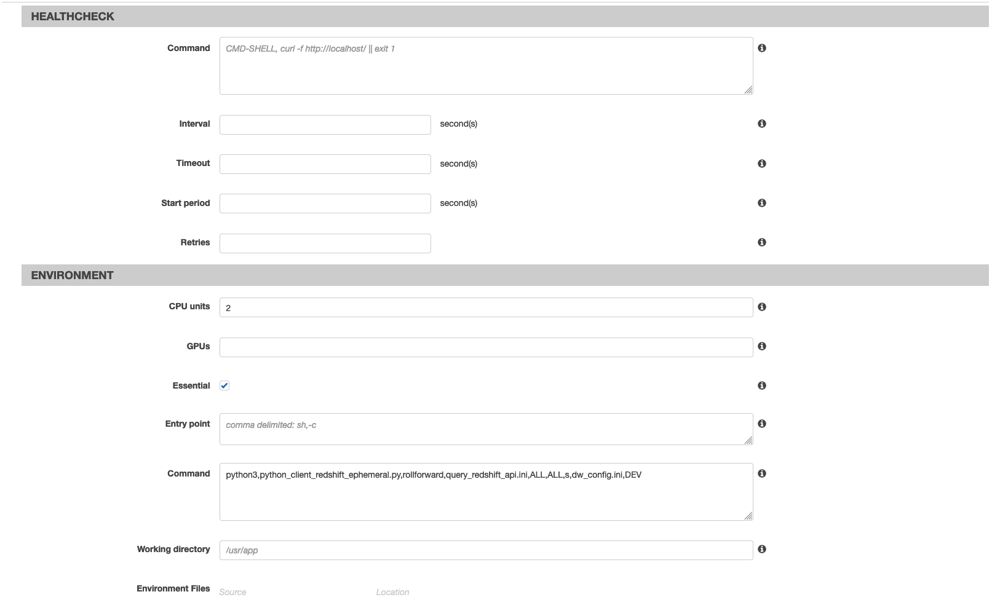 HEALTHCHECK
Command CMD-SHELL, curl -f http://localhost/ || exit 1
Interval second(s)
Timeout second(s)
Start period second(s)
Retries
ENVIRONMENT
CPU units 2
GPUs
Essential
Entry point comma delimited: sh,-c
Command python3,python_client_redshift_ephemeral.py,rollforward,query_redshift_api.ini,ALL,ALL,s,dw_config.ini,DEV
Working directory /usr/app
Environment Files Source Location